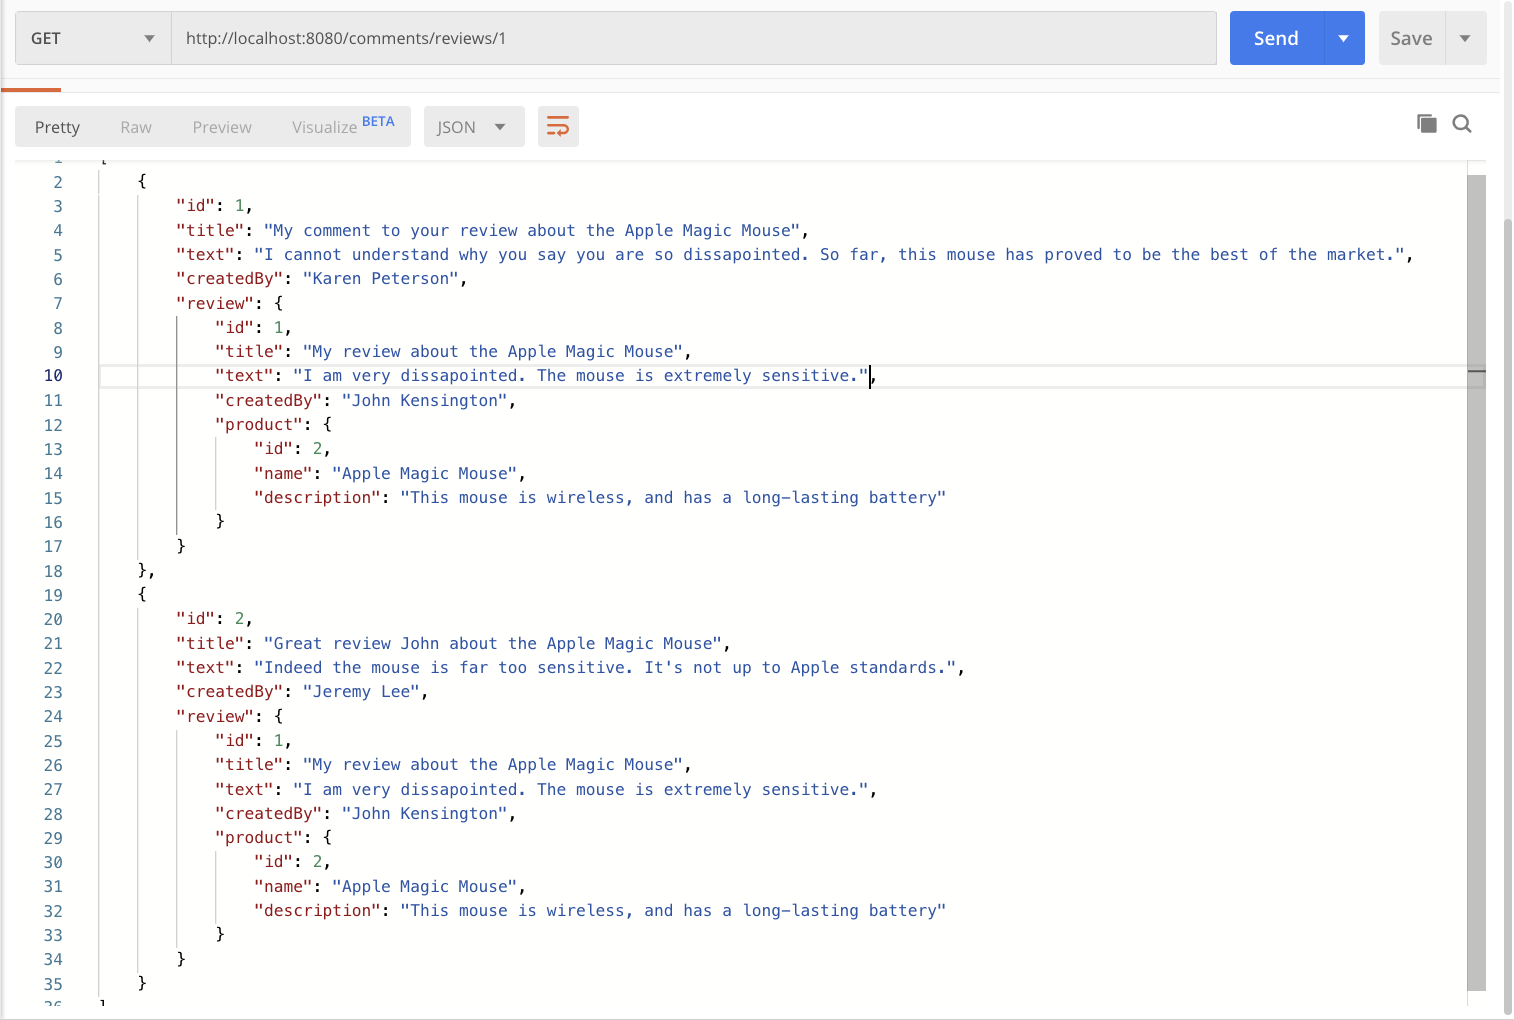 GET http://localhost:8080/comments/reviews/1 Send Save
Pretty Raw Preview Visualize BETA JSON
1 [
2 {
3 "id": 1,
4 "title": "My comment to your review about the Apple Magic Mouse",
5 "text": "I cannot understand why you say you are so dissapointed. So far, this mouse has proved to be the best of the market.",
6 "createdBy": "Karen Peterson",
7 "review": {
8 "id": 1,
9 "title": "My review about the Apple Magic Mouse",
10 "text": "I am very dissapointed. The mouse is extremely sensitive.",
11 "createdBy": "John Kensington",
12 "product": {
13 "id": 2,
14 "name": "Apple Magic Mouse",
15 "description": "This mouse is wireless, and has a long-lasting battery"
16 }
17 }
18 },
19 {
20 "id": 2,
21 "title": "Great review John about the Apple Magic Mouse",
22 "text": "Indeed the mouse is far too sensitive. It's not up to Apple standards.",
23 "createdBy": "Jeremy Lee",
24 "review": {
25 "id": 1,
26 "title": "My review about the Apple Magic Mouse",
27 "text": "I am very dissapointed. The mouse is extremely sensitive.",
28 "createdBy": "John Kensington",
29 "product": {
30 "id": 2,
31 "name": "Apple Magic Mouse",
32 "description": "This mouse is wireless, and has a long-lasting battery"
33 }
34 }
35 }
36 ]